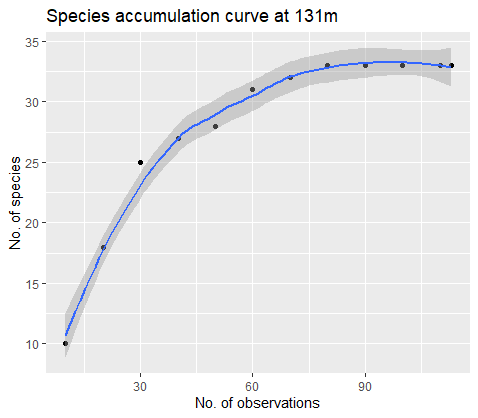 Species accumulation curve at 131m
No. of species
35
30
25
20
15
10
30 60 90
No. of observations